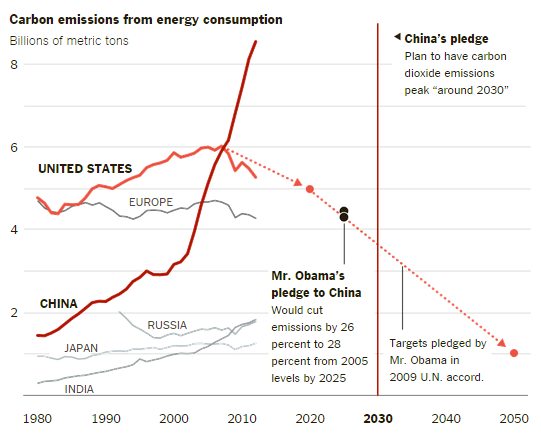 Carbon emissions from energy consumption
Billions of metric tons
China's pledge
Plan to have carbon
dioxide emissions
peak “around 2030”
8
6
UNITED STATES
EUROPE
4
Mr. Obama's
pledge to China
Would cut
emissions by 26
percent to 28
percent from 2005
levels by 2025
CHINA
2
RUSSIA
JAPAN
INDIA
Targets pledged by
Mr. Obama in
2009 U.N. accord.
1980 1990 2000 2010 2020 2030 2040 2050